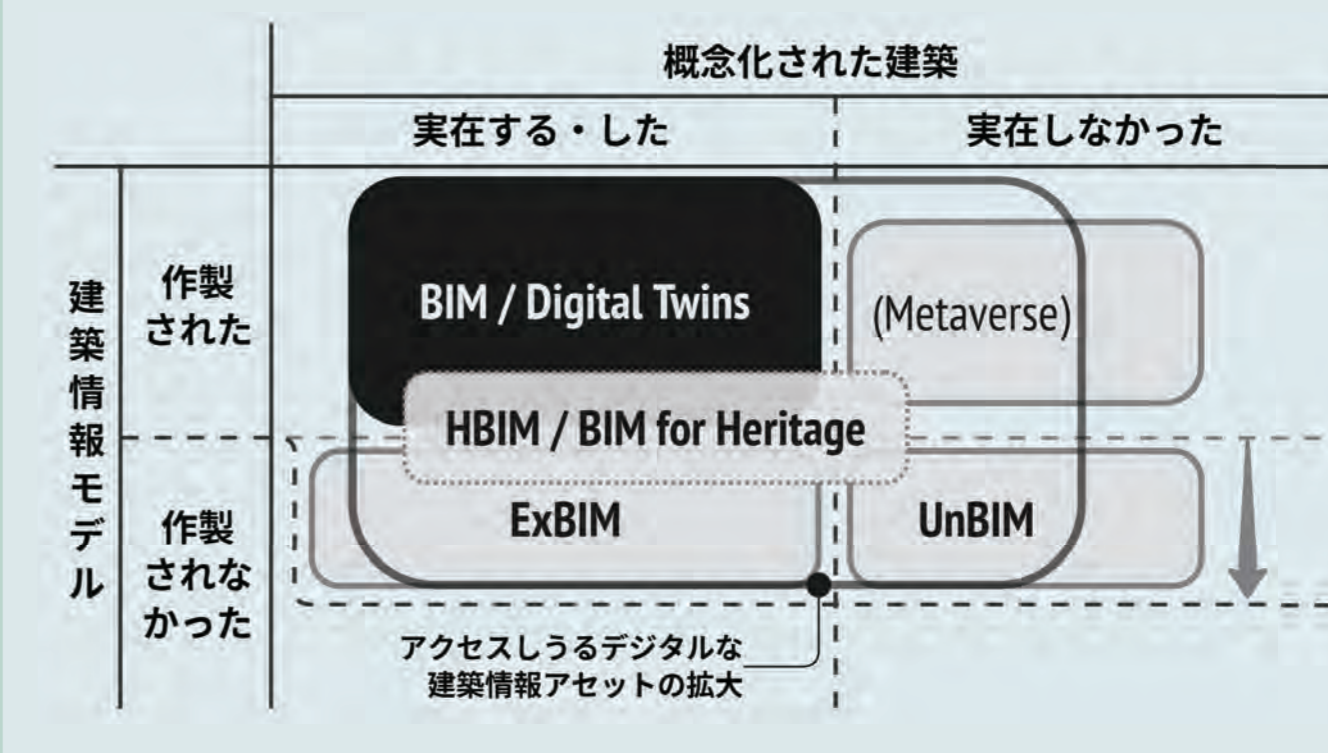 概念化された建築
実在する・した
実在しなかった
建築情報モデル
作製
された
BIM / Digital Twins
(Metaverse)
HBIM / BIM for Heritage
作製
されな
かった
ExBIM
UnBIM
アクセスしうるデジタルな
建築情報アセットの拡大